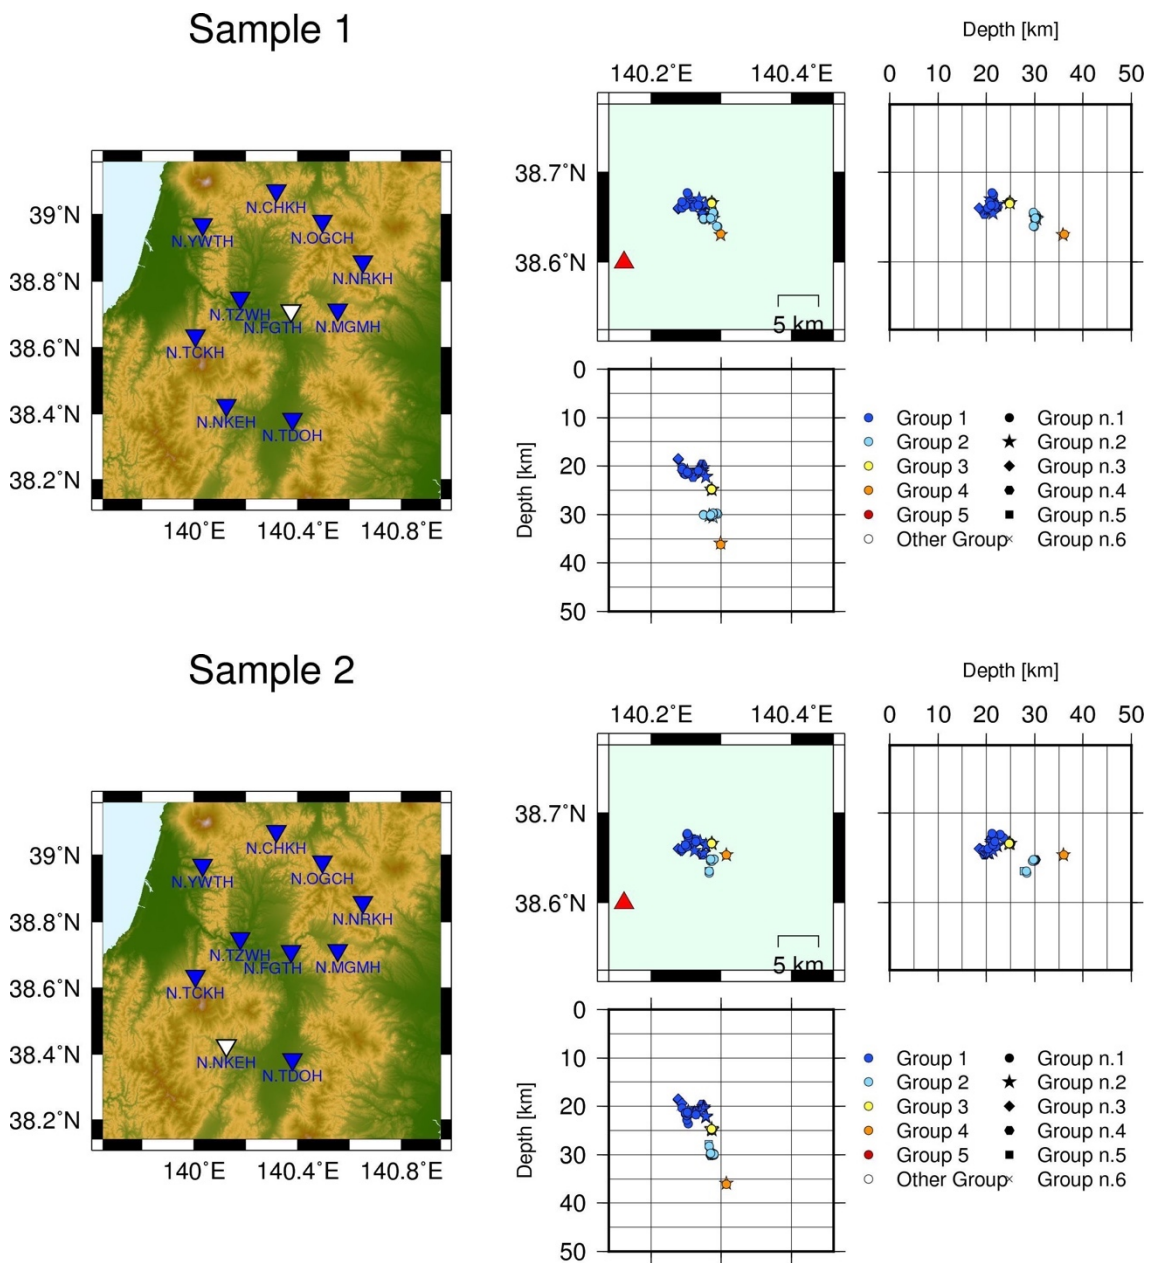 Sample 1
Depth [km]
140.2˚E 140.4˚E
0 10 20 30 40 50
39˚N
38.8˚N
38.6˚N
38.4˚N
38.2˚N
N.CHKH
N.YWTH
N.OGCH
N.NRKH
N.TZWH
N.FGTH
N.MGMH
N.TCKH
N.NKEH
N.TDOH
140˚E 140.4˚E 140.8˚E
38.7˚N
38.6˚N
5 km
0
10
20
30
40
50
Depth [km]
Group 1 Group n.1
Group 2 Group n.2
Group 3 Group n.3
Group 4 Group n.4
Group 5 Group n.5
Other Group Group n.6
Sample 2
Depth [km]
140.2˚E 140.4˚E
0 10 20 30 40 50
39˚N
38.8˚N
38.6˚N
38.4˚N
38.2˚N
N.CHKH
N.YWTH
N.OGCH
N.NRKH
N.TZWH
N.FGTH
N.MGMH
N.TCKH
N.NKEH
N.TDOH
140˚E 140.4˚E 140.8˚E
38.7˚N
38.6˚N
5 km
0
10
20
30
40
50
Depth [km]
Group 1 Group n.1
Group 2 Group n.2
Group 3 Group n.3
Group 4 Group n.4
Group 5 Group n.5
Other Group Group n.6